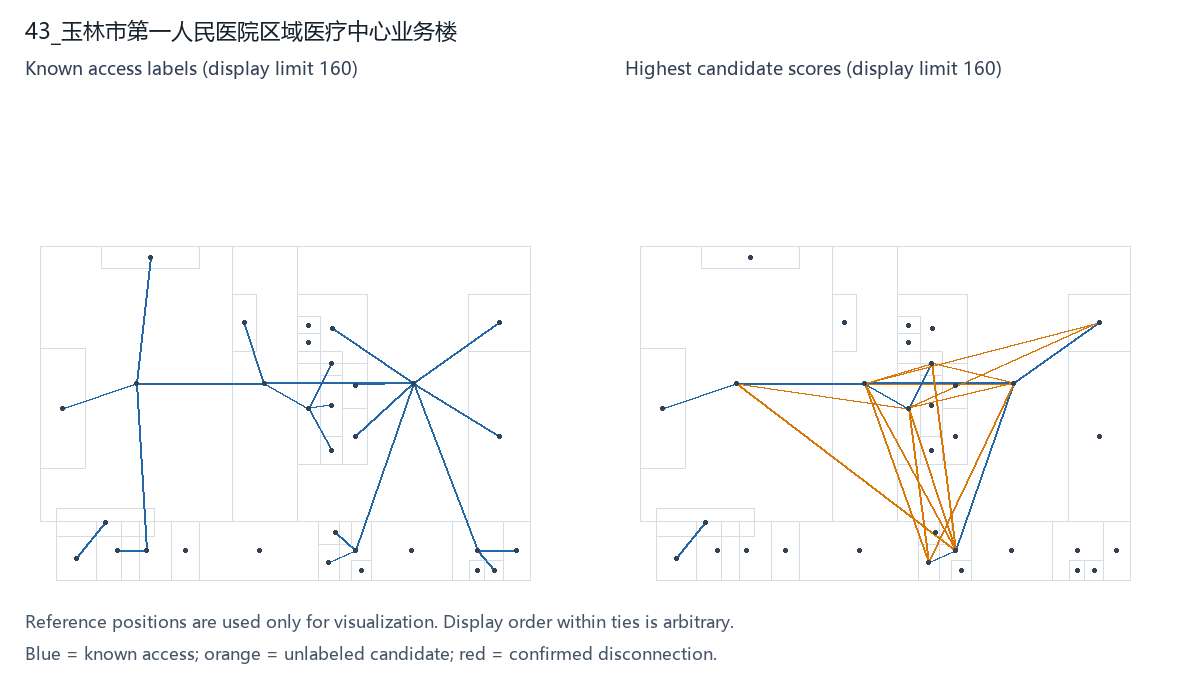 43_玉林市第一人民医院区域医疗中心业务楼
Known access labels (display limit 160)
Highest candidate scores (display limit 160)
Reference positions are used only for visualization. Display order within ties is arbitrary.
Blue = known access; orange = unlabeled candidate; red = confirmed disconnection.